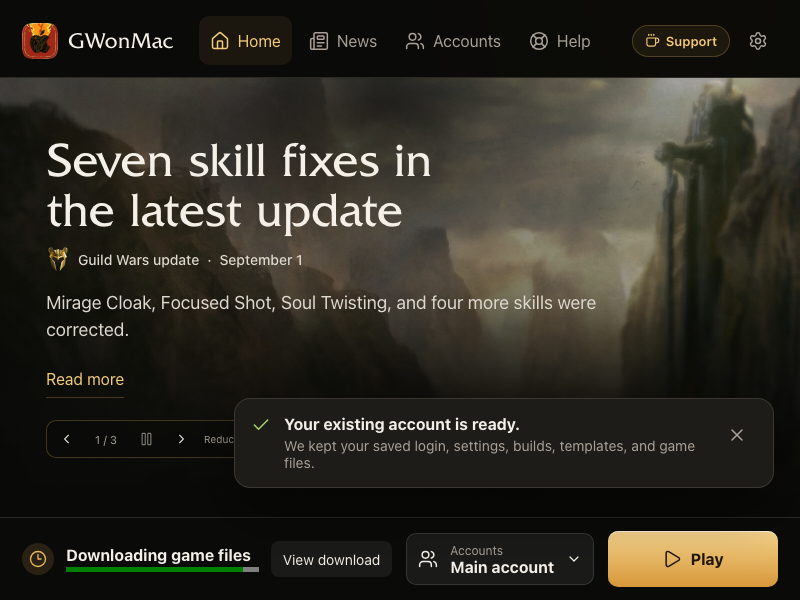 GWonMac
Home
News
Accounts
Help
Support
Seven skill fixes in
the latest update
Guild Wars update · September 1
Mirage Cloak, Focused Shot, Soul Twisting, and four more skills were
corrected.
Read more
1 / 3
Your existing account is ready.
We kept your saved login, settings, builds, templates, and game
files.
Downloading game files
View download
Accounts
Main account
Play